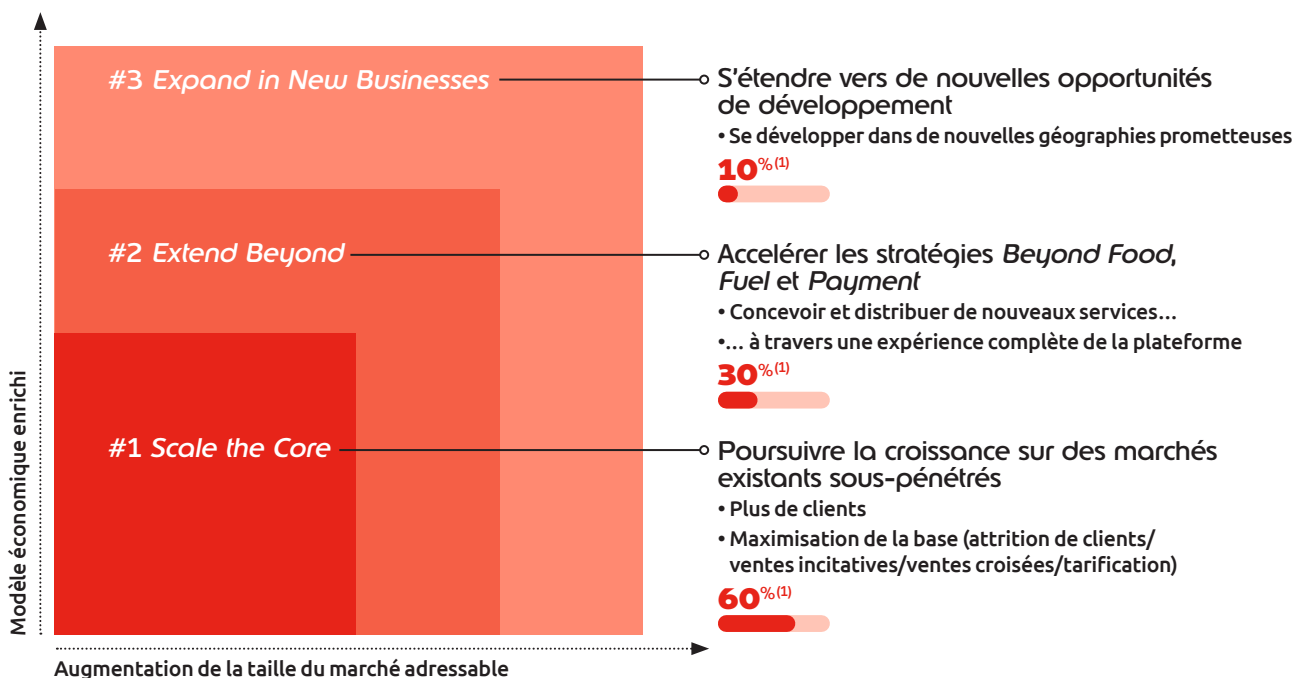 #3 Expand in New Businesses
S'étendre vers de nouvelles opportunités
de développement
• Se développer dans de nouvelles géographies prometteuses
10%(1)
#2 Extend Beyond
Accelérer les stratégies Beyond Food,
Fuel et Payment
• Concevoir et distribuer de nouveaux services…
•… à travers une expérience complète de la plateforme
30%(1)
#1 Scale the Core
Poursuivre la croissance sur des marchés
existants sous-pénétrés
• Plus de clients
• Maximisation de la base (attrition de clients/
ventes incitatives/ventes croisées/tarification)
60%(1)
Modèle économique enrichi
Augmentation de la taille du marché adressable